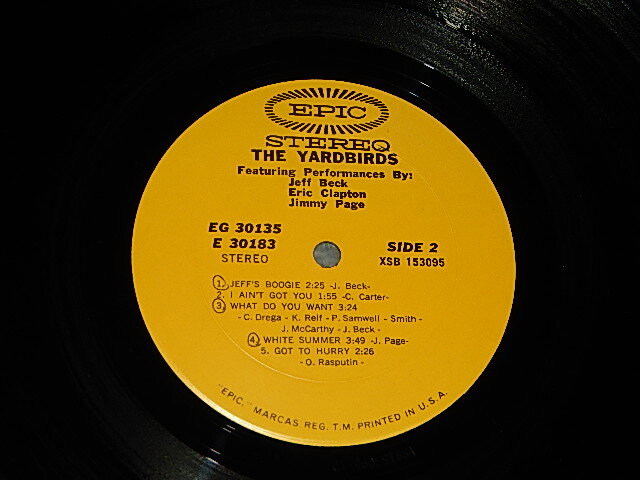 EPIC
STEREO
THE YARDBIRDS
Featuring Performances By:
Jeff Beck
Eric Clapton
Jimmy Page
EG 30135
E 30183
STEREO
SIDE 2
XSB 153095
1. JEFF'S BOOGIE 2:25 -J. Beck-
2. I AIN'T GOT YOU 1:55 -C. Carter-
3. WHAT DO YOU WANT 3:24
- C. Drega - K. Relf - P. Samwell - Smith -
J. McCarthy - J. Beck -
4. WHITE SUMMER 3:49 -J. Page-
5. GOT TO HURRY 2:26
- O. Rasputin -
"EPIC," MARCAS REG. T.M. PRINTED IN U.S.A.